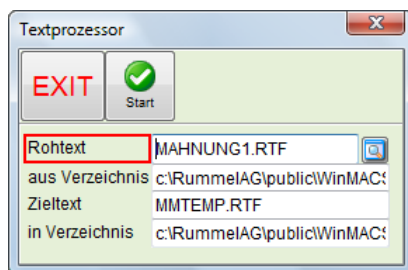 Textprozessor
EXIT
Start
Rohtext MAHNUNG1.RTF
aus Verzeichnis c:\RummelAG\public\WinMACS
Zieltext MMTEMP.RTF
in Verzeichnis c:\RummelAG\public\WinMACS